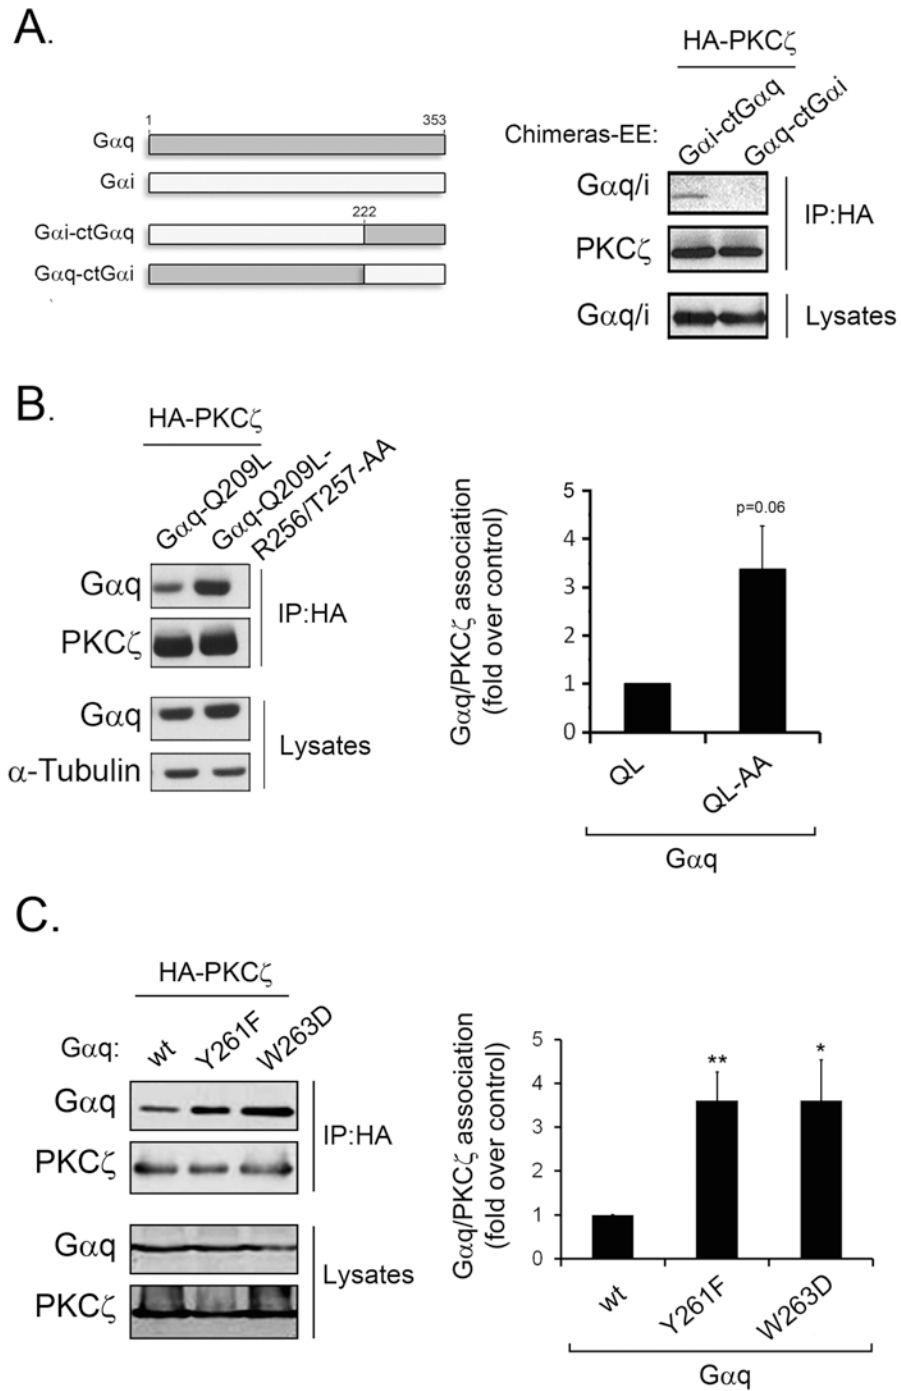 A.
1 353
Gαq
Gαi
222
Gαi-ctGαq
Gαq-ctGαi
HA-PKCζ
Chimeras-EE:
Gαi-ctGαq
Gαq-ctGαi
Gαq/i
PKCζ
IP:HA
Gαq/i
Lysates
B.
HA-PKCζ
Gαq-Q209L
Gαq-Q209L-
R256/T257-AA
Gαq
PKCζ
IP:HA
Gαq
α-Tubulin
Lysates
Gαq/PKCζ association
(fold over control)
5
4
3
2
1
0
p=0.06
QL
QL-AA
Gαq
C.
HA-PKCζ
Gαq:
wt
Y261F
W263D
Gαq
PKCζ
IP:HA
Gαq
PKCζ
Lysates
Gαq/PKCζ association
(fold over control)
5
4
3
2
1
0
**
*
wt
Y261F
W263D
Gαq